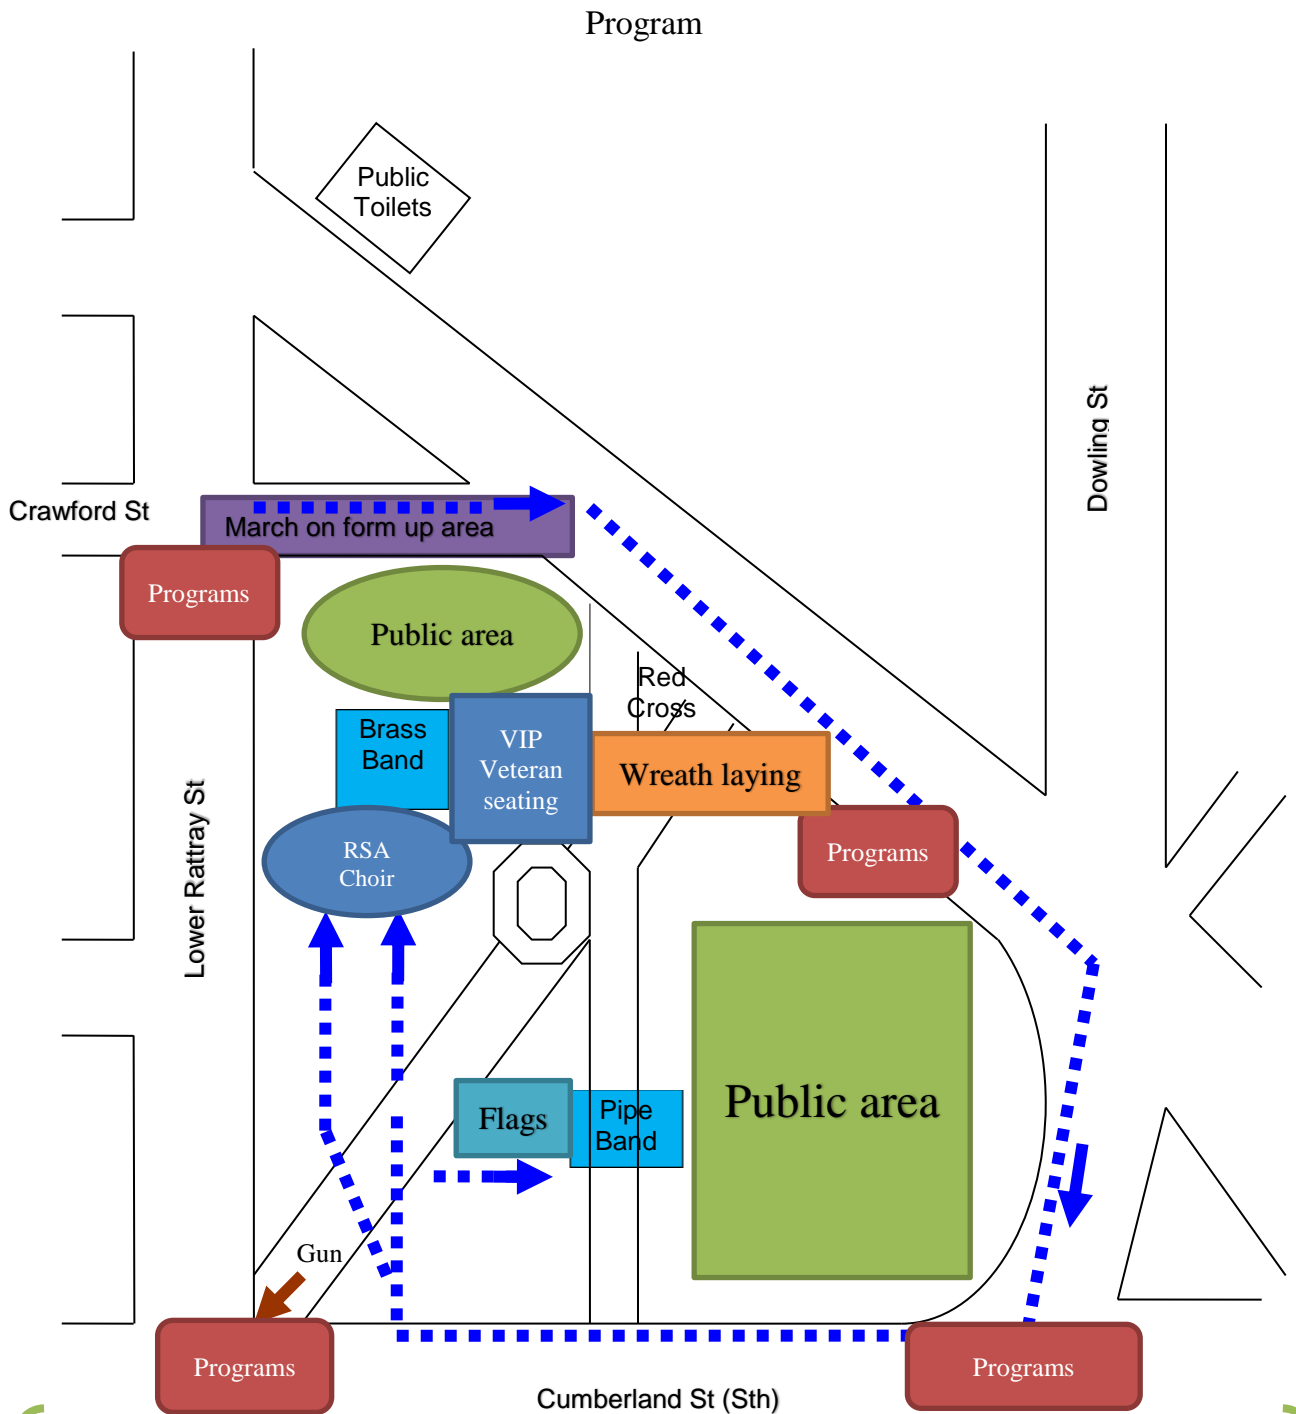 Program
Public
Toilets
Dowling St
Crawford St
March on form up area
Programs
Public area
Red
Cross
Brass
Band
VIP
Veteran
seating
Wreath laying
Lower Rattray St
RSA
Choir
Programs
Flags
Pipe
Band
Public area
Gun
Programs
Programs
Cumberland St (Sth)